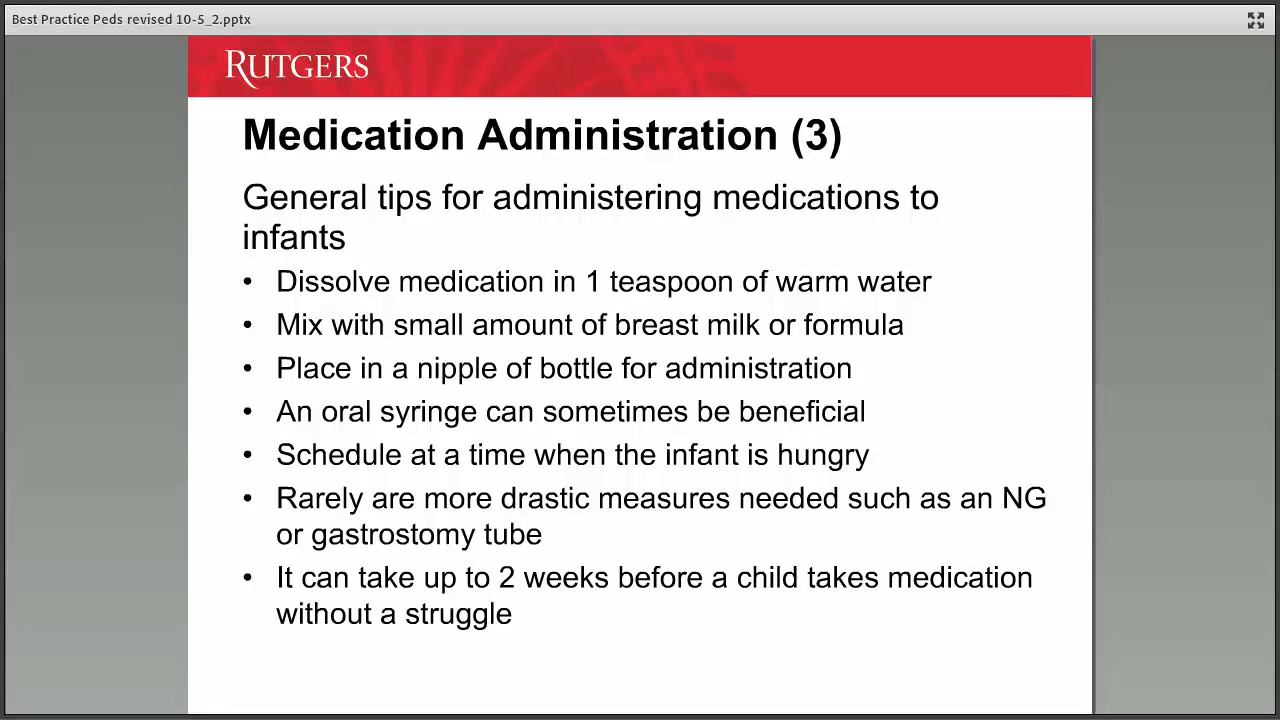 Best Practice Peds revised 10-5_2.pptx
RUTGERS
Medication Administration (3)
General tips for administering medications to
infants
• Dissolve medication in 1 teaspoon of warm water
• Mix with small amount of breast milk or formula
• Place in a nipple of bottle for administration
• An oral syringe can sometimes be beneficial
• Schedule at a time when the infant is hungry
• Rarely are more drastic measures needed such as an NG
or gastrostomy tube
• It can take up to 2 weeks before a child takes medication
without a struggle